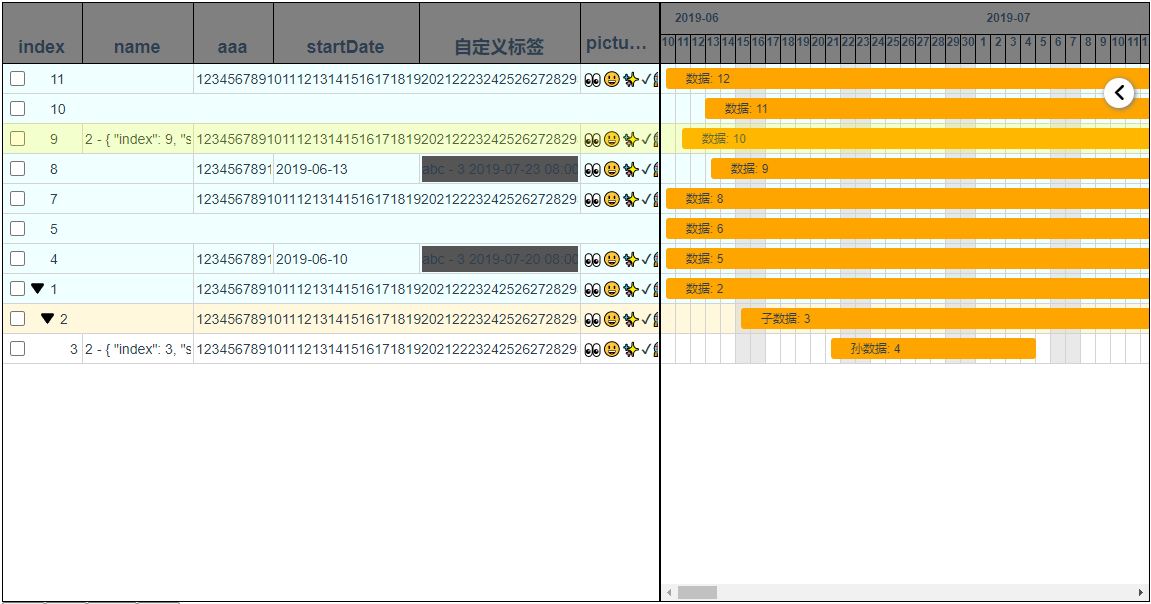 2019-06 2019-07
index name aaa startDate 自定义标签 pictu...
10 11 12 13 14 15 16 17 18 19 20 21 22 23 24 25 26 27 28 29 30 1 2 3 4 5 6 7 8 9 10 11
11 1234567891011121314151617181920212223242526272829 👀😀✨✓ 数据: 12
10 数据: 11
9 2 - { "index": 9, "s 1234567891011121314151617181920212223242526272829 👀😀✨✓ 数据: 10
8 1234567891 2019-06-13 abc - 3 2019-07-23 08:00 👀😀✨✓ 数据: 9
7 1234567891011121314151617181920212223242526272829 👀😀✨✓ 数据: 8
5 数据: 6
4 1234567891 2019-06-10 abc - 3 2019-07-20 08:00 👀😀✨✓ 数据: 5
1 1234567891011121314151617181920212223242526272829 👀😀✨✓ 数据: 2
2 1234567891011121314151617181920212223242526272829 👀😀✨✓ 子数据: 3
3 2 - { "index": 3, "s 1234567891011121314151617181920212223242526272829 👀😀✨✓ 孙数据: 4